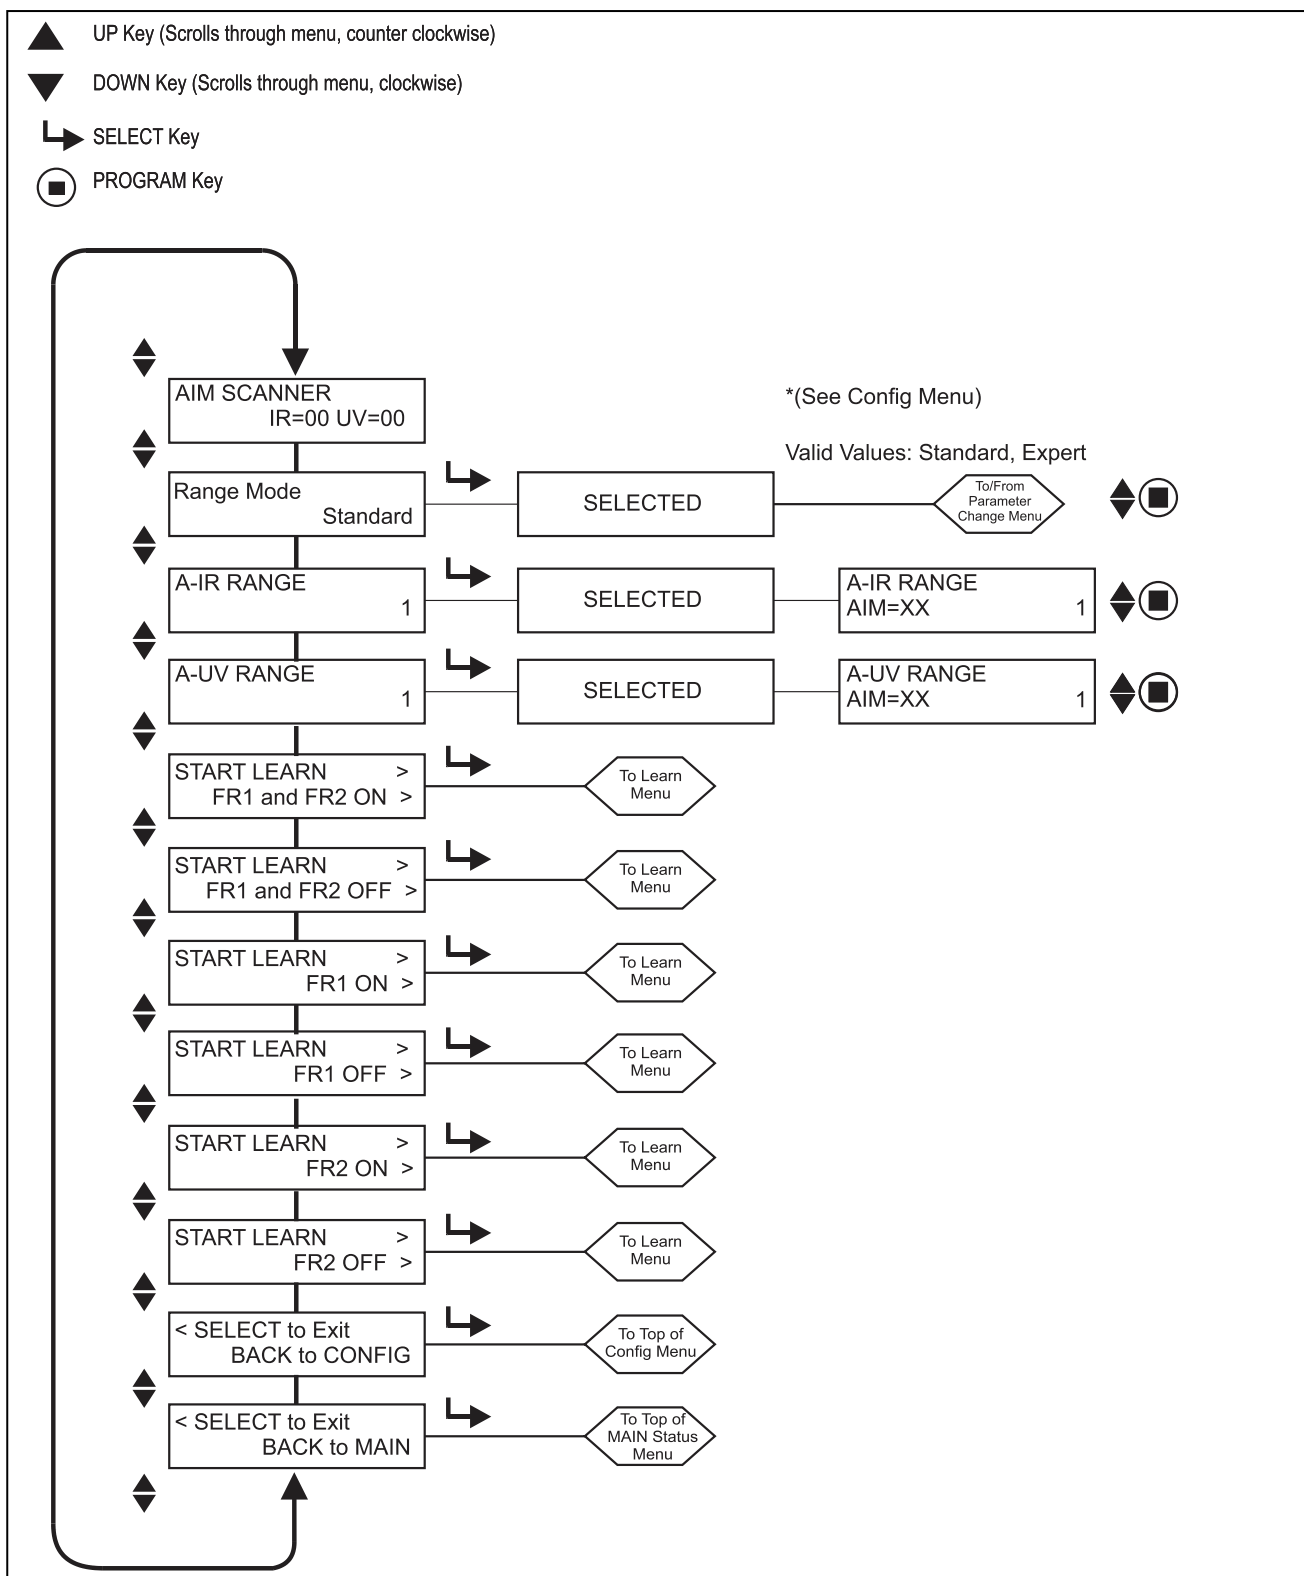 UP Key (Scrolls through menu, counter clockwise)
DOWN Key (Scrolls through menu, clockwise)
SELECT Key
PROGRAM Key
AIM SCANNER
IR=00 UV=00
*(See Config Menu)
Valid Values: Standard, Expert
Range Mode
Standard
SELECTED
To/From
Parameter
Change Menu
A-IR RANGE
1
SELECTED
A-IR RANGE
AIM=XX 1
A-UV RANGE
1
SELECTED
A-UV RANGE
AIM=XX 1
START LEARN >
FR1 and FR2 ON >
To Learn
Menu
START LEARN >
FR1 and FR2 OFF >
To Learn
Menu
START LEARN >
FR1 ON >
To Learn
Menu
START LEARN >
FR1 OFF >
To Learn
Menu
START LEARN >
FR2 ON >
To Learn
Menu
START LEARN >
FR2 OFF >
To Learn
Menu
< SELECT to Exit
BACK to CONFIG
To Top of
Config Menu
< SELECT to Exit
BACK to MAIN
To Top of
MAIN Status
Menu